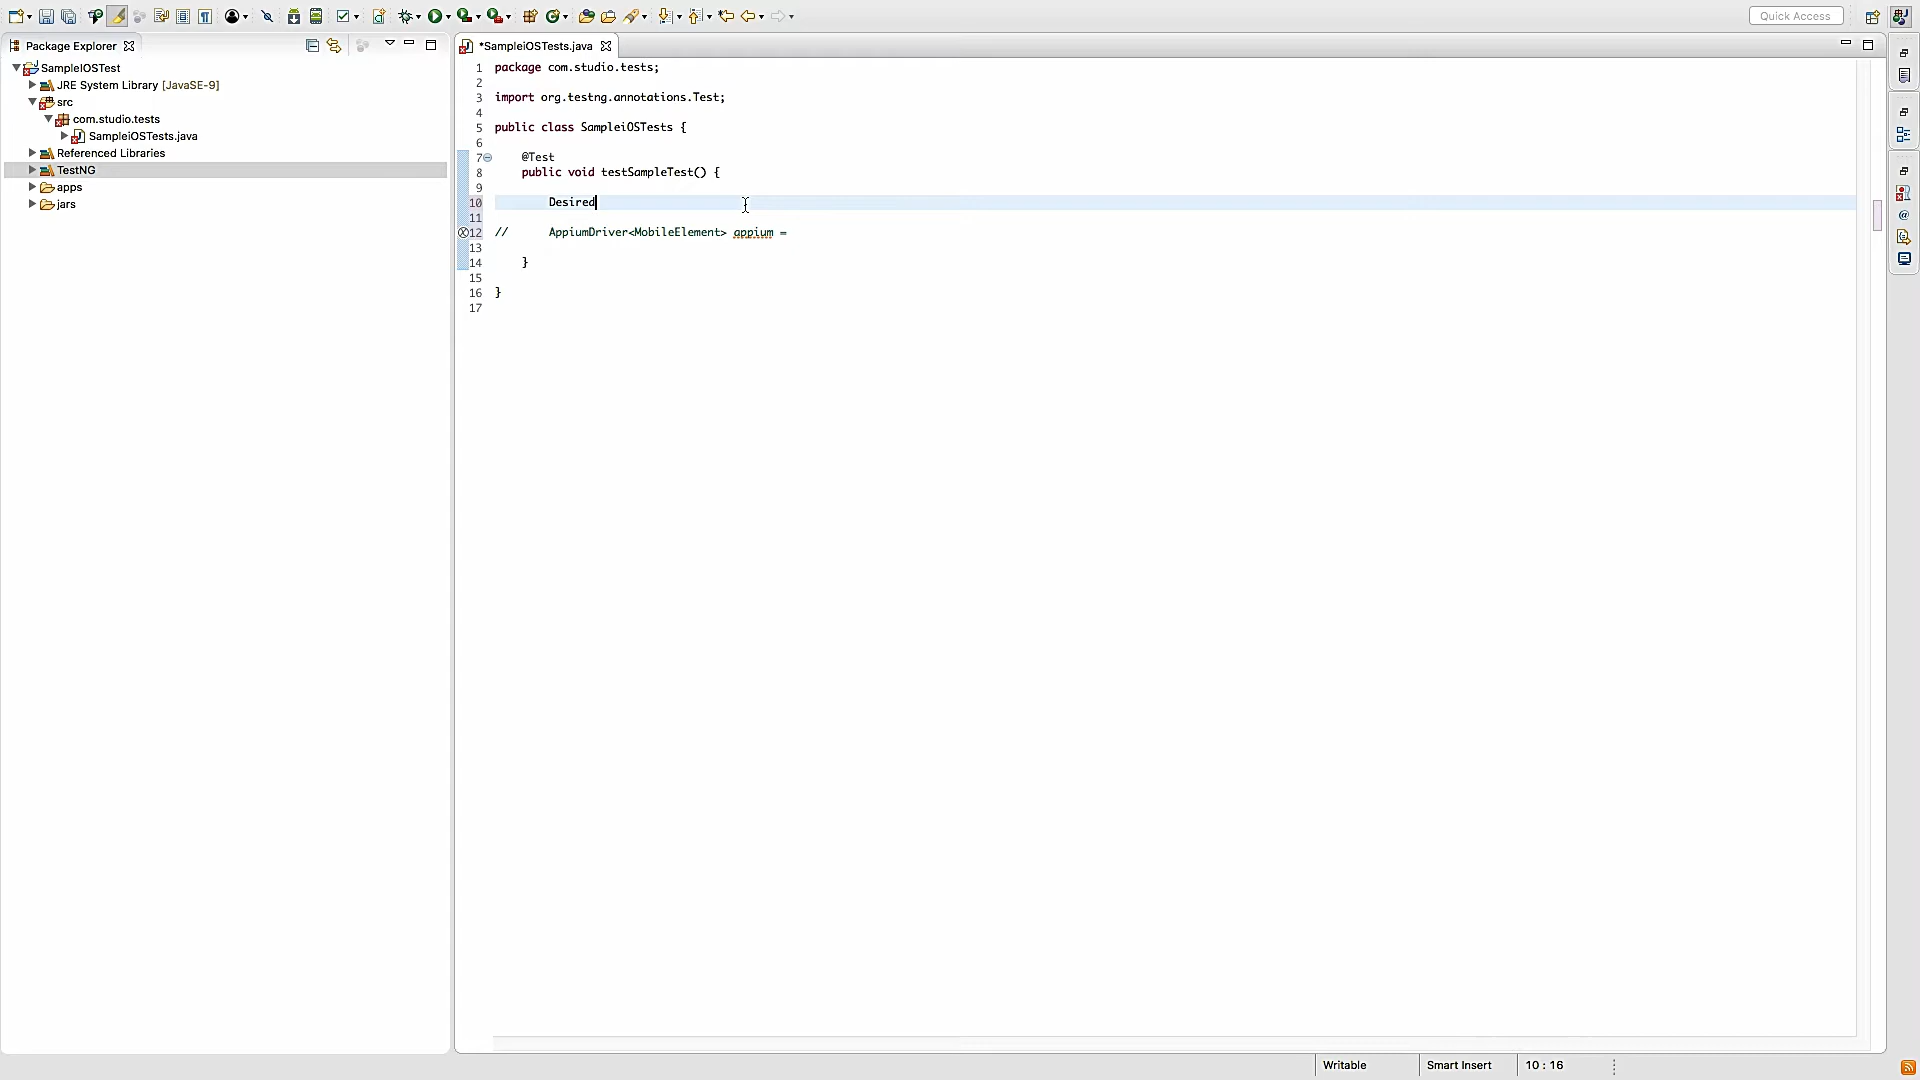 Quick Access
Package Explorer
*SampleiOSTests.java
SampleIOSTest
JRE System Library [JavaSE-9]
src
com.studio.tests
SampleiOSTests.java
Referenced Libraries
TestNG
apps
jars
1 package com.studio.tests;
2
3 import org.testng.annotations.Test;
4
5 public class SampleiOSTests {
6
7 @Test
8 public void testSampleTest() {
9
10 Desired
11
12 // AppiumDriver<MobileElement> appium =
13
14 }
15
16 }
17
Writable
Smart Insert
10 : 16